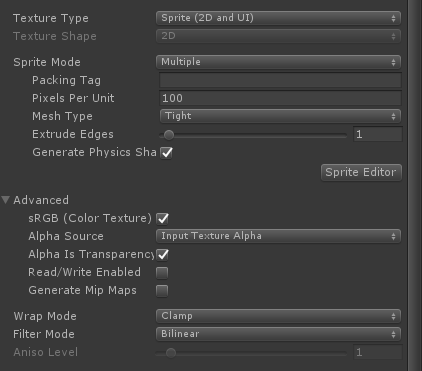 Texture Type Sprite (2D and UI)
Texture Shape 2D
Sprite Mode Multiple
Packing Tag
Pixels Per Unit 100
Mesh Type Tight
Extrude Edges 1
Generate Physics Sha
Sprite Editor
Advanced
sRGB (Color Texture)
Alpha Source Input Texture Alpha
Alpha Is Transparency
Read/Write Enabled
Generate Mip Maps
Wrap Mode Clamp
Filter Mode Bilinear
Aniso Level 1